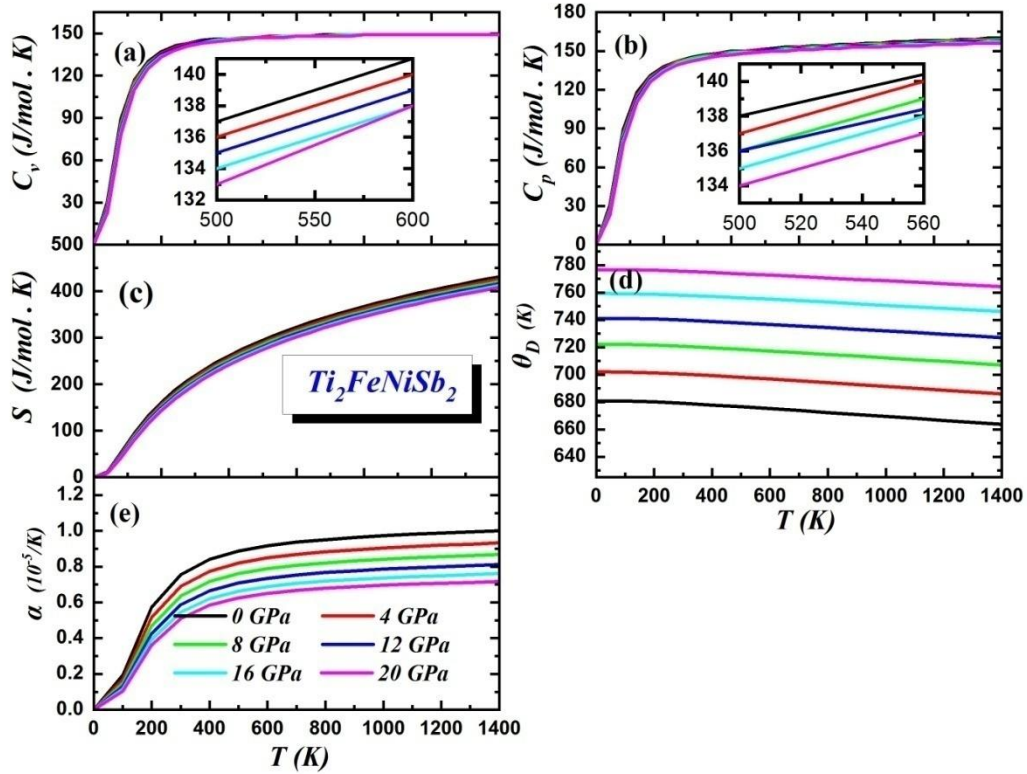 (a)
C_v (J/mol . K)
150
120
90
60
30
0
140
138
136
134
132
500 550 600
(b)
C_p (J/mol . K)
180
150
120
90
60
30
0
140
138
136
134
500 520 540 560
(c)
S (J/mol . K)
500
400
300
200
100
0
Ti₂FeNiSb₂
(d)
θ_D (K)
780
760
740
720
700
680
660
640
0 200 400 600 800 1000 1200 1400
T (K)
(e)
α (10⁻⁵/K)
1.2
1.0
0.8
0.6
0.4
0.2
0.0
0 GPa 4 GPa
8 GPa 12 GPa
16 GPa 20 GPa
0 200 400 600 800 1000 1200 1400
T (K)